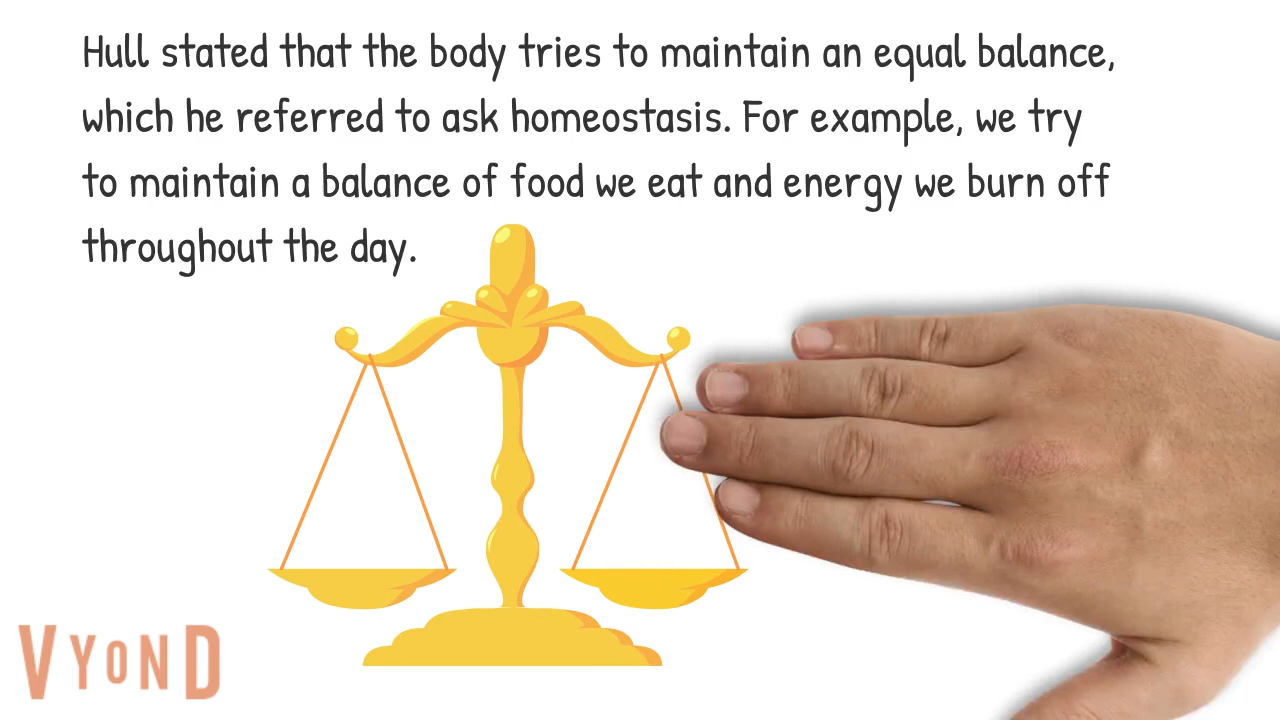 Hull stated that the body tries to maintain an equal balance,
which he referred to ask homeostasis. For example, we try
to maintain a balance of food we eat and energy we burn off
throughout the day.
VYOND